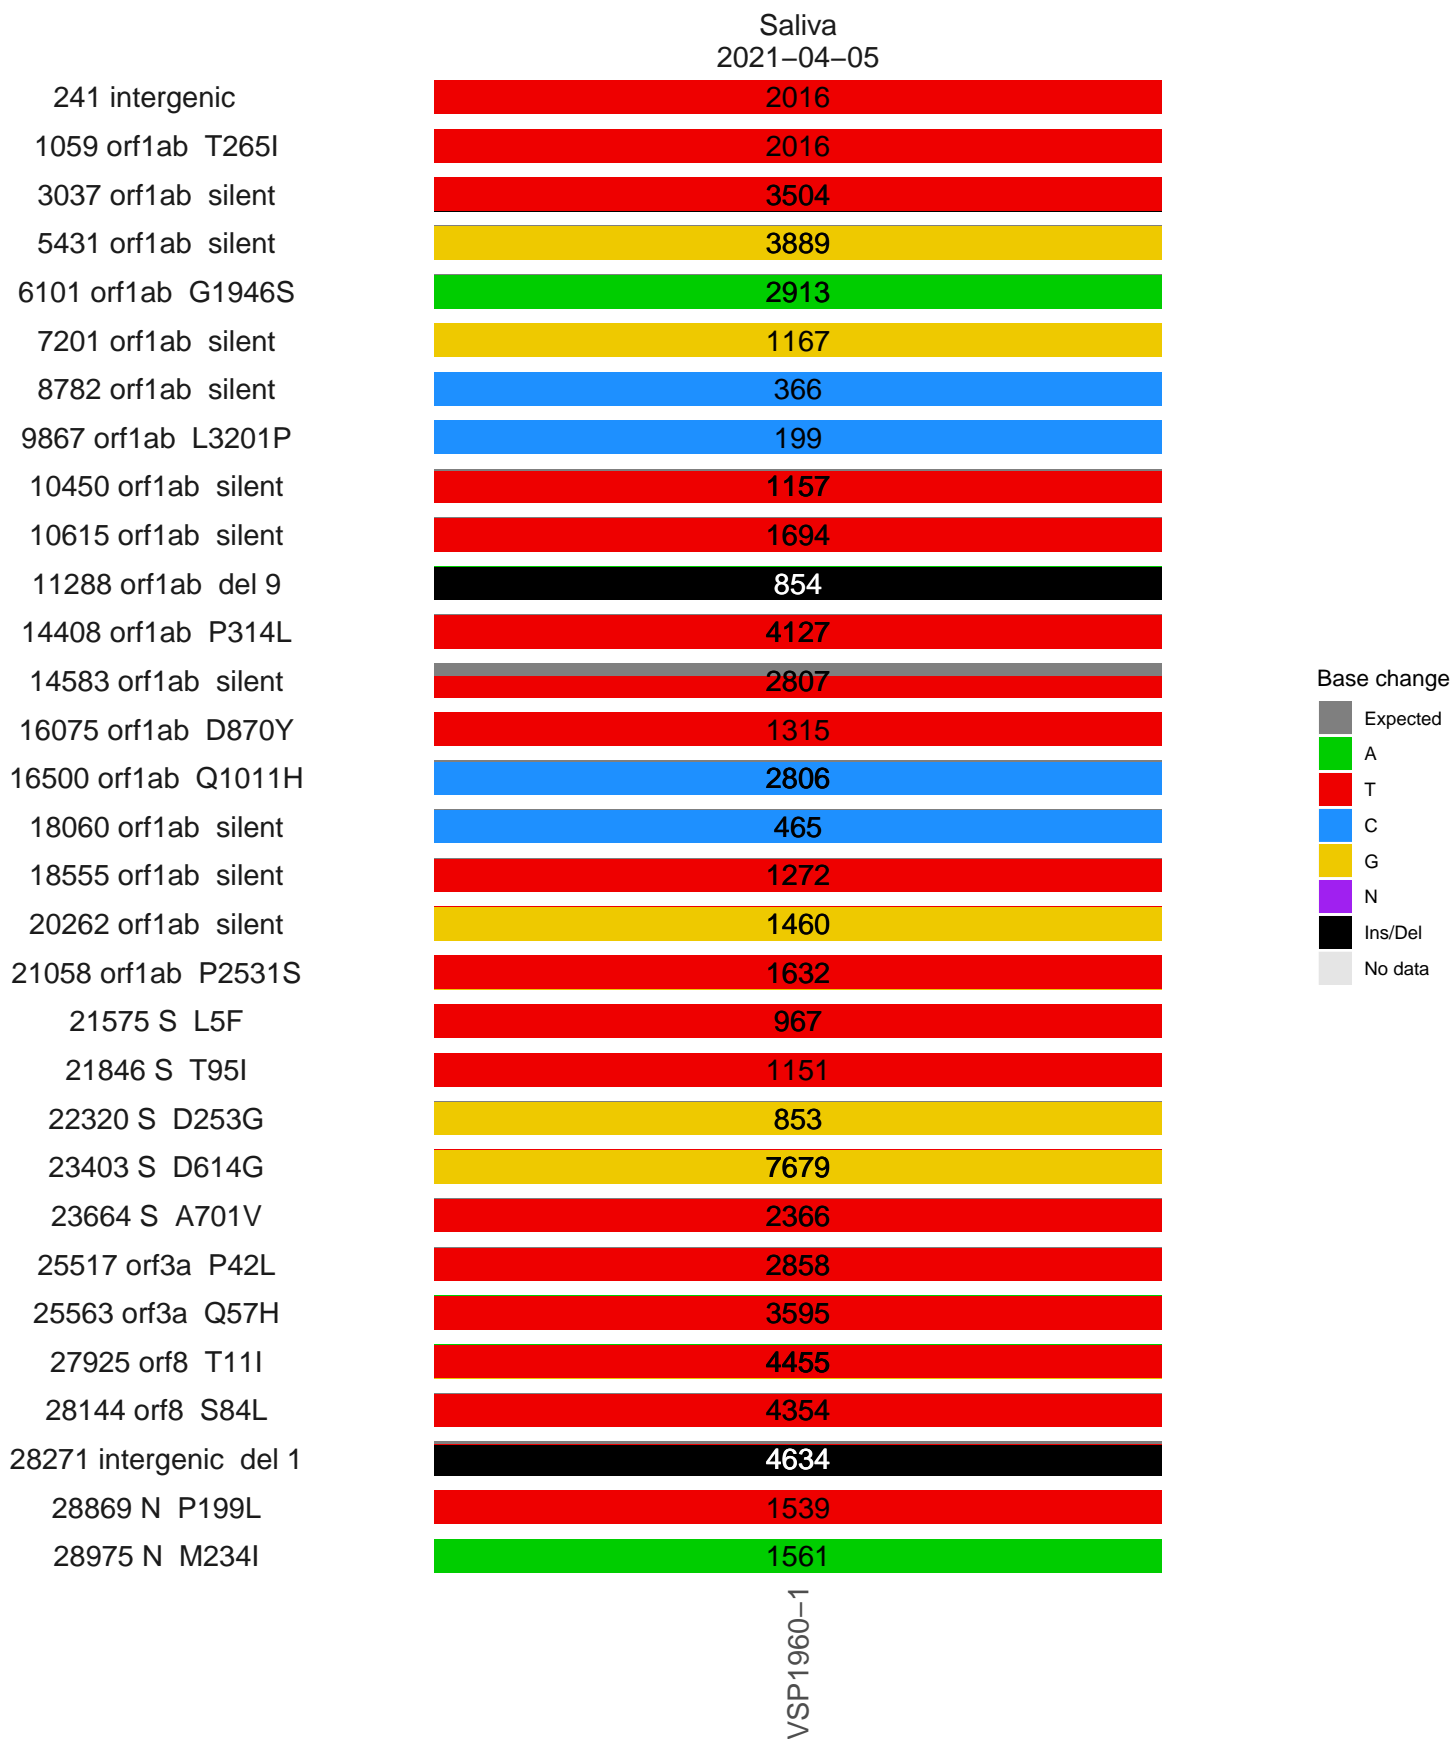 Saliva
2021−04−05
241 intergenic 2016
1059 orf1ab T265I 2016
3037 orf1ab silent 3504
5431 orf1ab silent 3889
6101 orf1ab G1946S 2913
7201 orf1ab silent 1167
8782 orf1ab silent 366
9867 orf1ab L3201P 199
10450 orf1ab silent 1157
10615 orf1ab silent 1694
11288 orf1ab del 9 854
14408 orf1ab P314L 4127
14583 orf1ab silent 2807
16075 orf1ab D870Y 1315
16500 orf1ab Q1011H 2806
18060 orf1ab silent 465
18555 orf1ab silent 1272
20262 orf1ab silent 1460
21058 orf1ab P2531S 1632
21575 S L5F 967
21846 S T95I 1151
22320 S D253G 853
23403 S D614G 7679
23664 S A701V 2366
25517 orf3a P42L 2858
25563 orf3a Q57H 3595
27925 orf8 T11I 4455
28144 orf8 S84L 4354
28271 intergenic del 1 4634
28869 N P199L 1539
28975 N M234I 1561
VSP1960−1
Base change
Expected
A
T
C
G
N
Ins/Del
No data